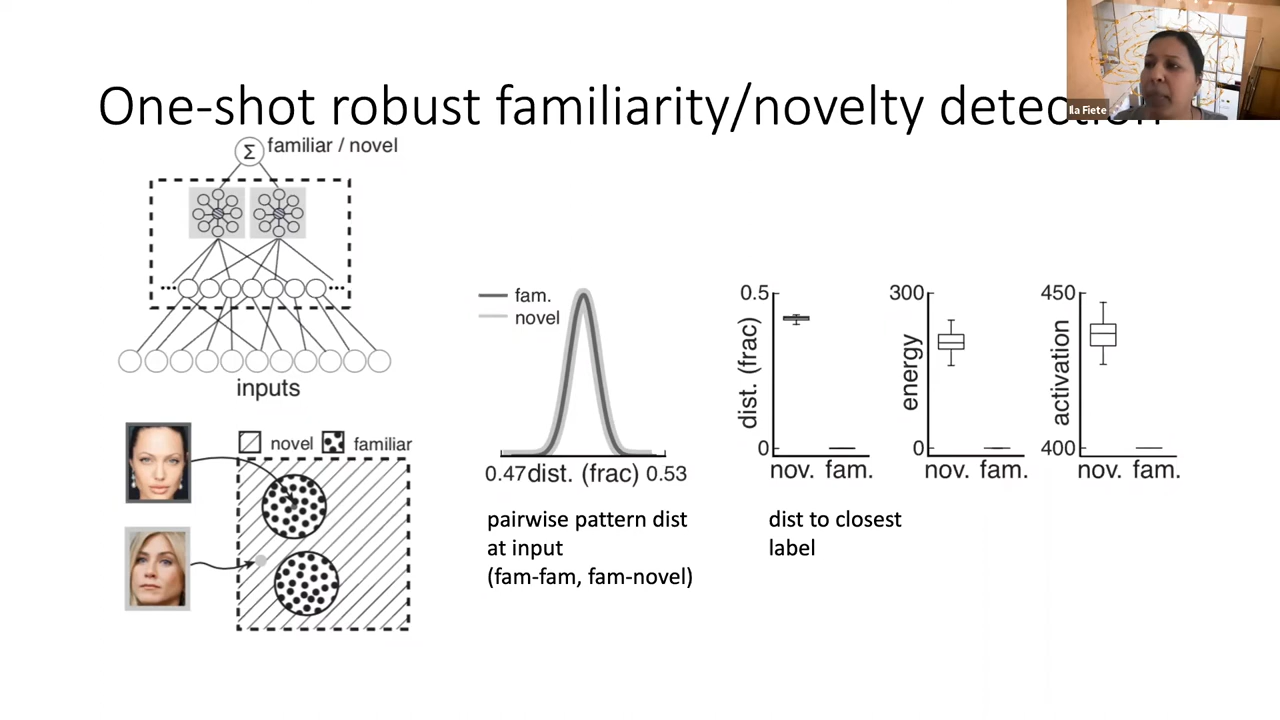 One-shot robust familiarity/novelty detection
lla Fiete
Σ familiar / novel
inputs
novel familiar
fam.
novel
0.47 dist. (frac) 0.53
pairwise pattern dist
at input
(fam-fam, fam-novel)
0.5
dist. (frac)
0
nov. fam.
dist to closest
label
300
energy
0
nov. fam.
450
activation
400
nov. fam.